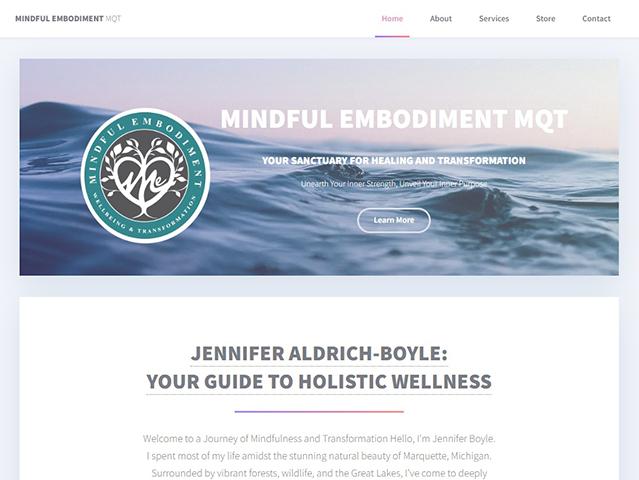 MINDFUL EMBODIMENT MQT
Home
About
Services
Store
Contact
MINDFUL EMBODIMENT
WELLBEING & TRANSFORMATION
me
MINDFUL EMBODIMENT MQT
YOUR SANCTUARY FOR HEALING AND TRANSFORMATION
Unearth Your Inner Strength, Unveil Your Inner Purpose
Learn More
JENNIFER ALDRICH-BOYLE:
YOUR GUIDE TO HOLISTIC WELLNESS
Welcome to a Journey of Mindfulness and Transformation Hello, I'm Jennifer Boyle.
I spent most of my life amidst the stunning natural beauty of Marquette, Michigan.
Surrounded by vibrant forests, wildlife, and the Great Lakes, I've come to deeply